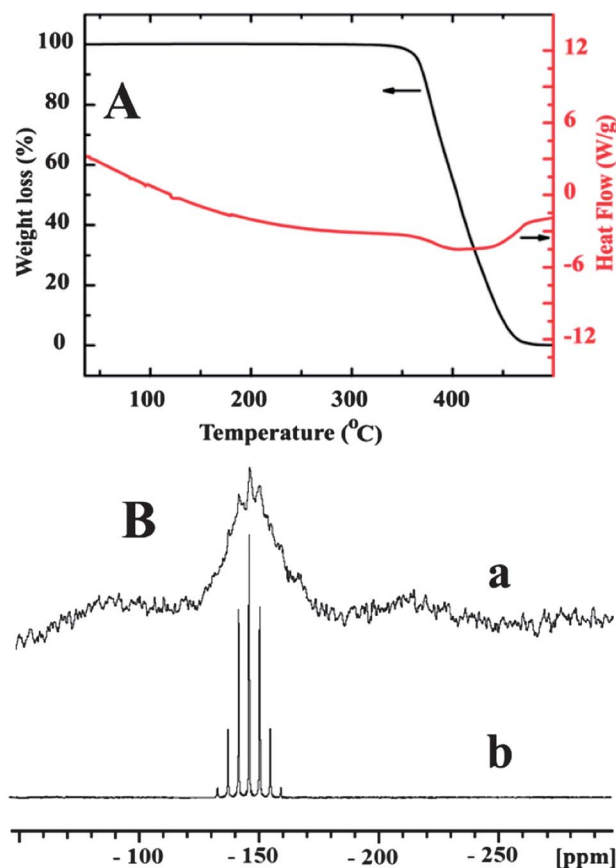 A
Weight loss (%)
100
80
60
40
20
0
12
6
0
-6
-12
Heat Flow (W/g)
100 200 300 400
Temperature (°C)
B
a
b
- 100 - 150 - 200 - 250 [ppm]